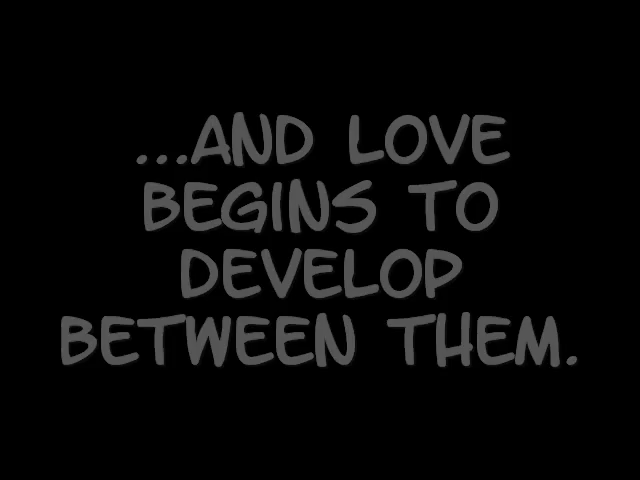 ...AND LOVE
BEGINS TO
DEVELOP
BETWEEN THEM.